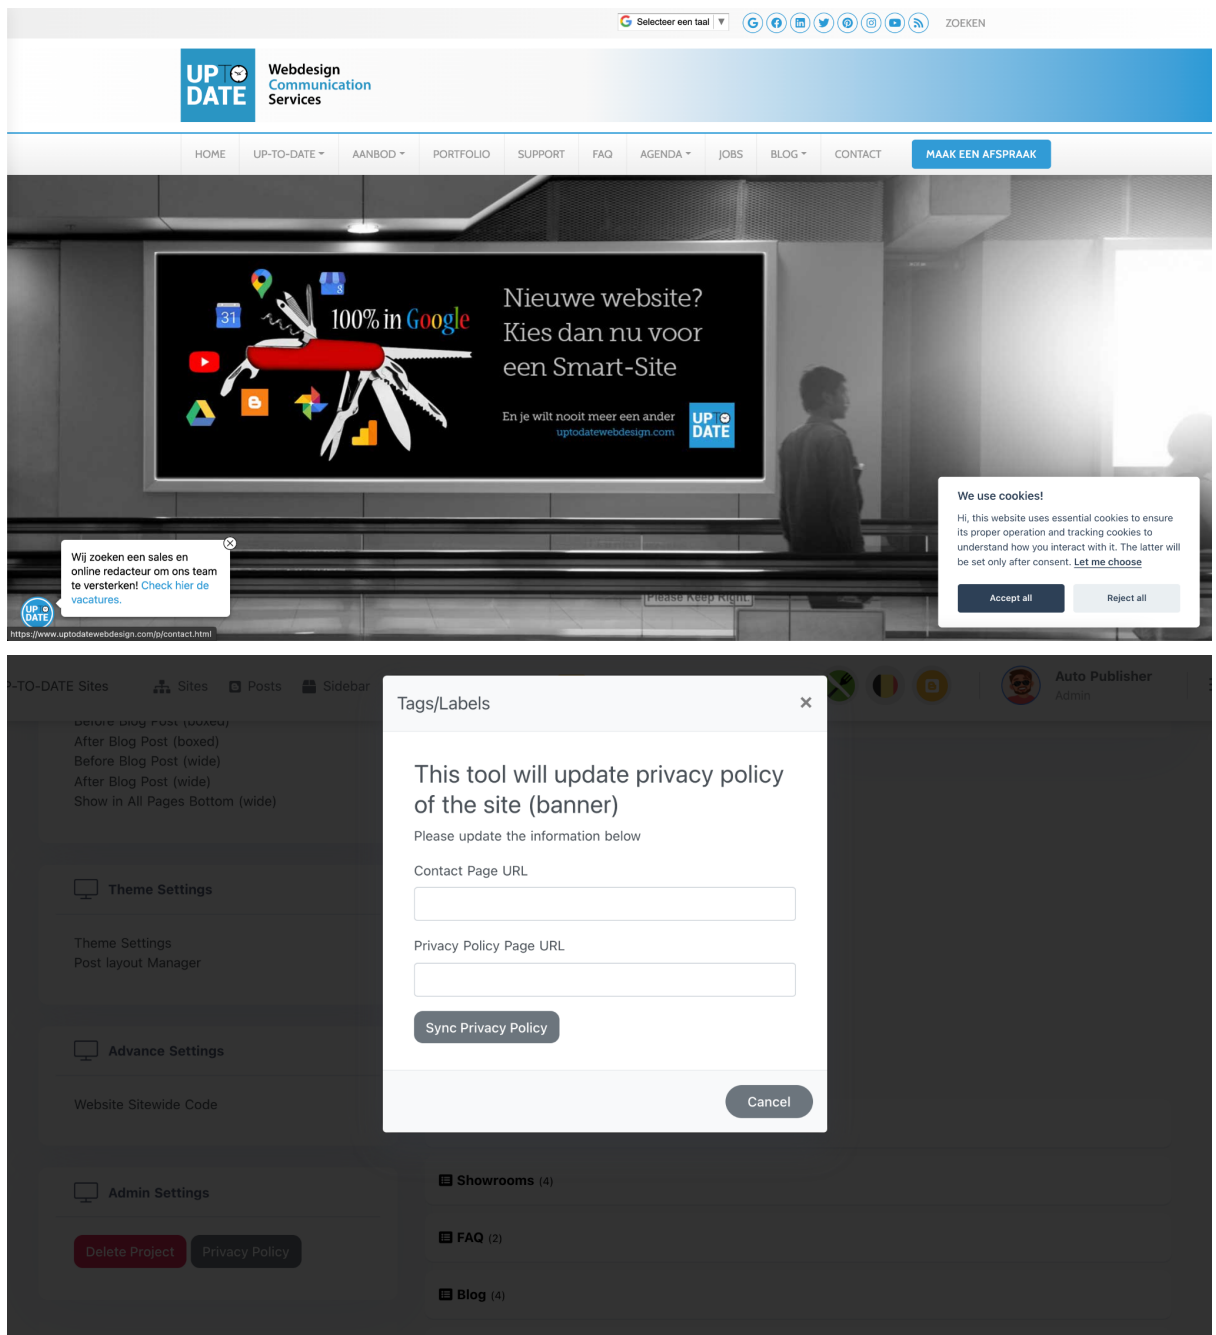 Selecteer een taal ▼
ZOEKEN
UPTO
DATE
Webdesign
Communication
Services
HOME UP-TO-DATE AANBOD PORTFOLIO SUPPORT FAQ AGENDA JOBS BLOG CONTACT MAAK EEN AFSPRAAK
31
100% in Google
Nieuwe website?
Kies dan nu voor
een Smart-Site
En je wilt nooit meer een ander
uptodatewebdesign.com
UPTO
DATE
Please Keep Right.
We use cookies!
Hi, this website uses essential cookies to ensure
its proper operation and tracking cookies to
understand how you interact with it. The latter will
be set only after consent. Let me choose
Accept all Reject all
Wij zoeken een sales en
online redacteur om ons team
te versterken! Check hier de
vacatures.
UPTO
DATE
https://www.uptodatewebdesign.com/p/contact.html
P-TO-DATE Sites Sites Posts Sidebar
Auto Publisher
Admin
Before Blog Post (boxed)
After Blog Post (boxed)
Before Blog Post (wide)
After Blog Post (wide)
Show in All Pages Bottom (wide)
Theme Settings
Theme Settings
Post layout Manager
Advance Settings
Website Sitewide Code
Admin Settings
Delete Project Privacy Policy
Tags/Labels ×
This tool will update privacy policy
of the site (banner)
Please update the information below
Contact Page URL
Privacy Policy Page URL
Sync Privacy Policy
Cancel
Showrooms (4)
FAQ (2)
Blog (4)